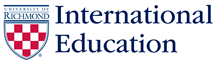 UNIVERSITY OF
RICHMOND
International
Education